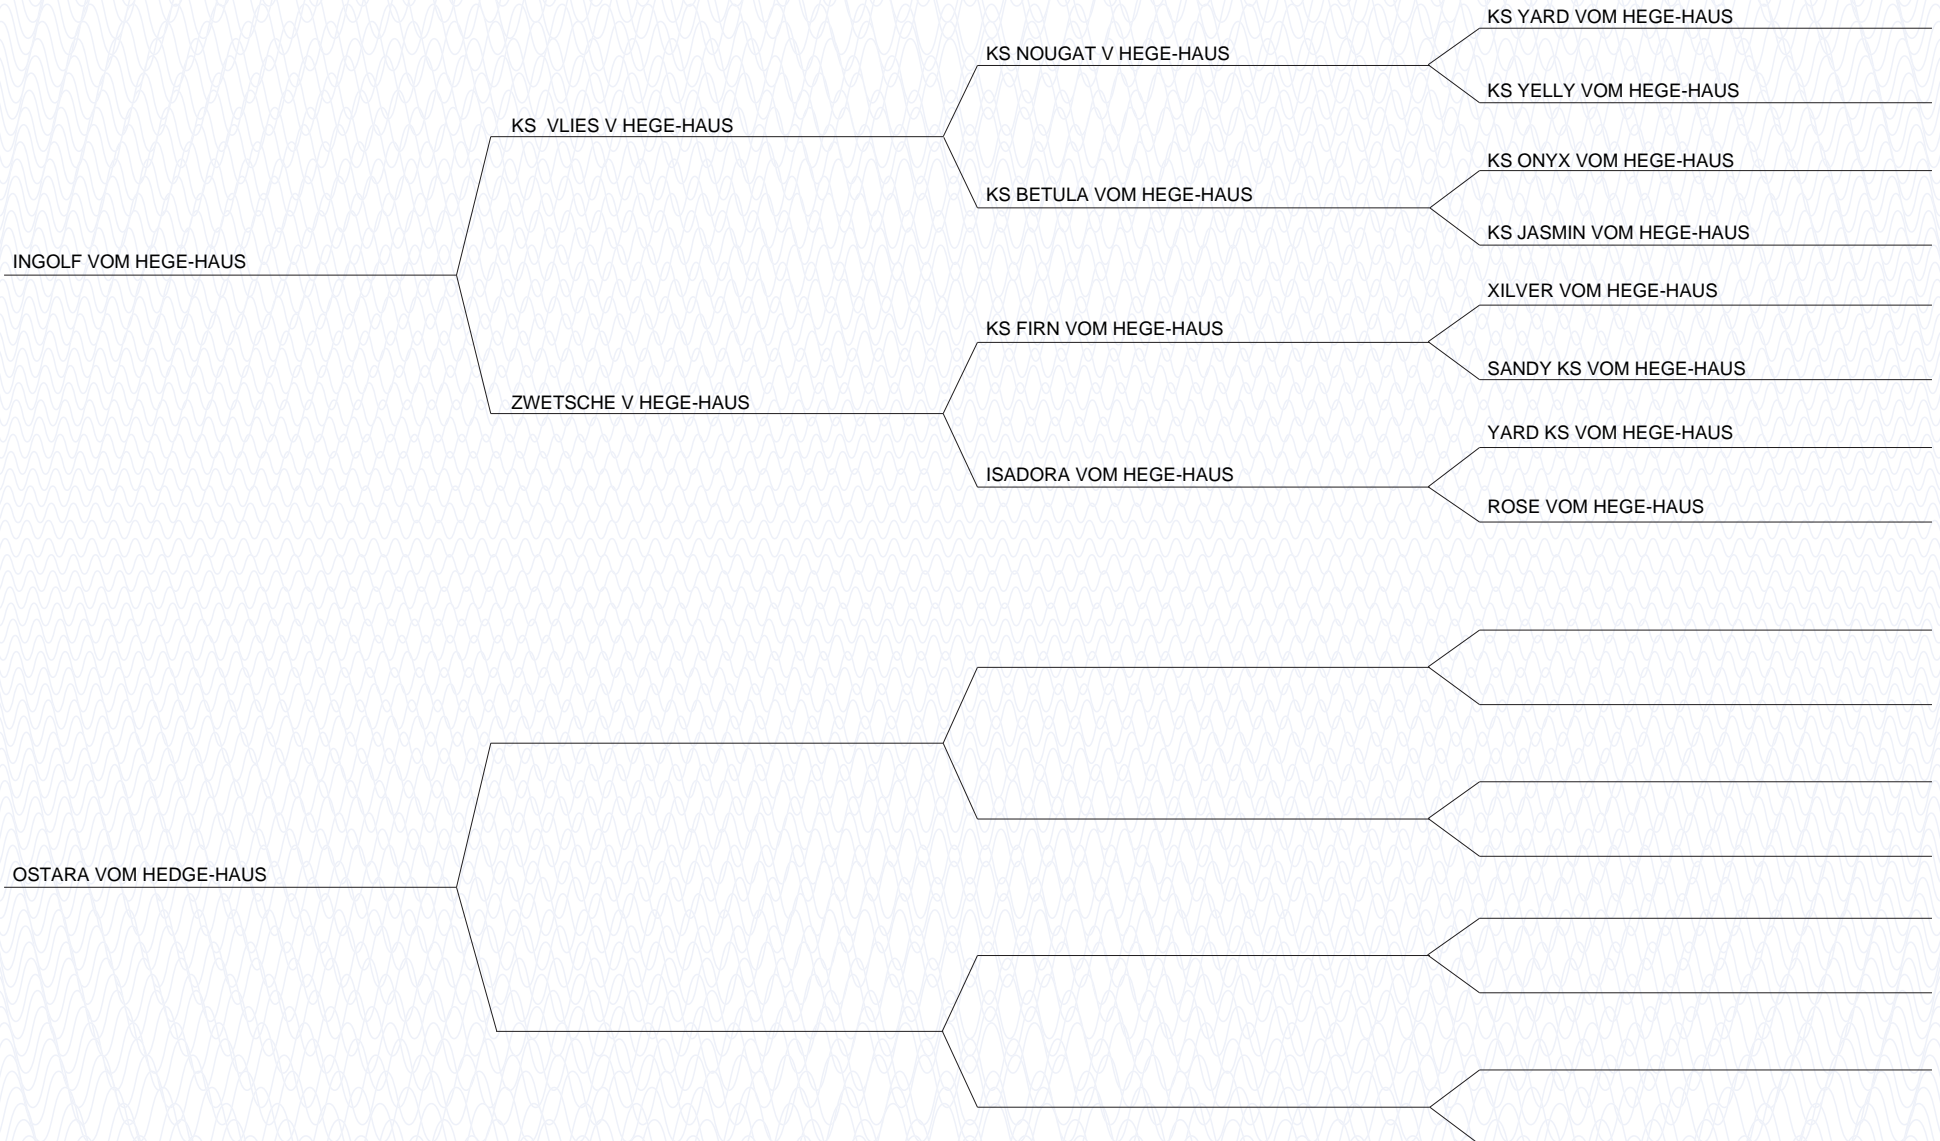 KS YARD VOM HEGE-HAUS
KS NOUGAT V HEGE-HAUS
KS YELLY VOM HEGE-HAUS
KS  VLIES V HEGE-HAUS
KS ONYX VOM HEGE-HAUS
KS BETULA VOM HEGE-HAUS
KS JASMIN VOM HEGE-HAUS
INGOLF VOM HEGE-HAUS
XILVER VOM HEGE-HAUS
KS FIRN VOM HEGE-HAUS
SANDY KS VOM HEGE-HAUS
ZWETSCHE V HEGE-HAUS
YARD KS VOM HEGE-HAUS
ISADORA VOM HEGE-HAUS
ROSE VOM HEGE-HAUS
OSTARA VOM HEDGE-HAUS